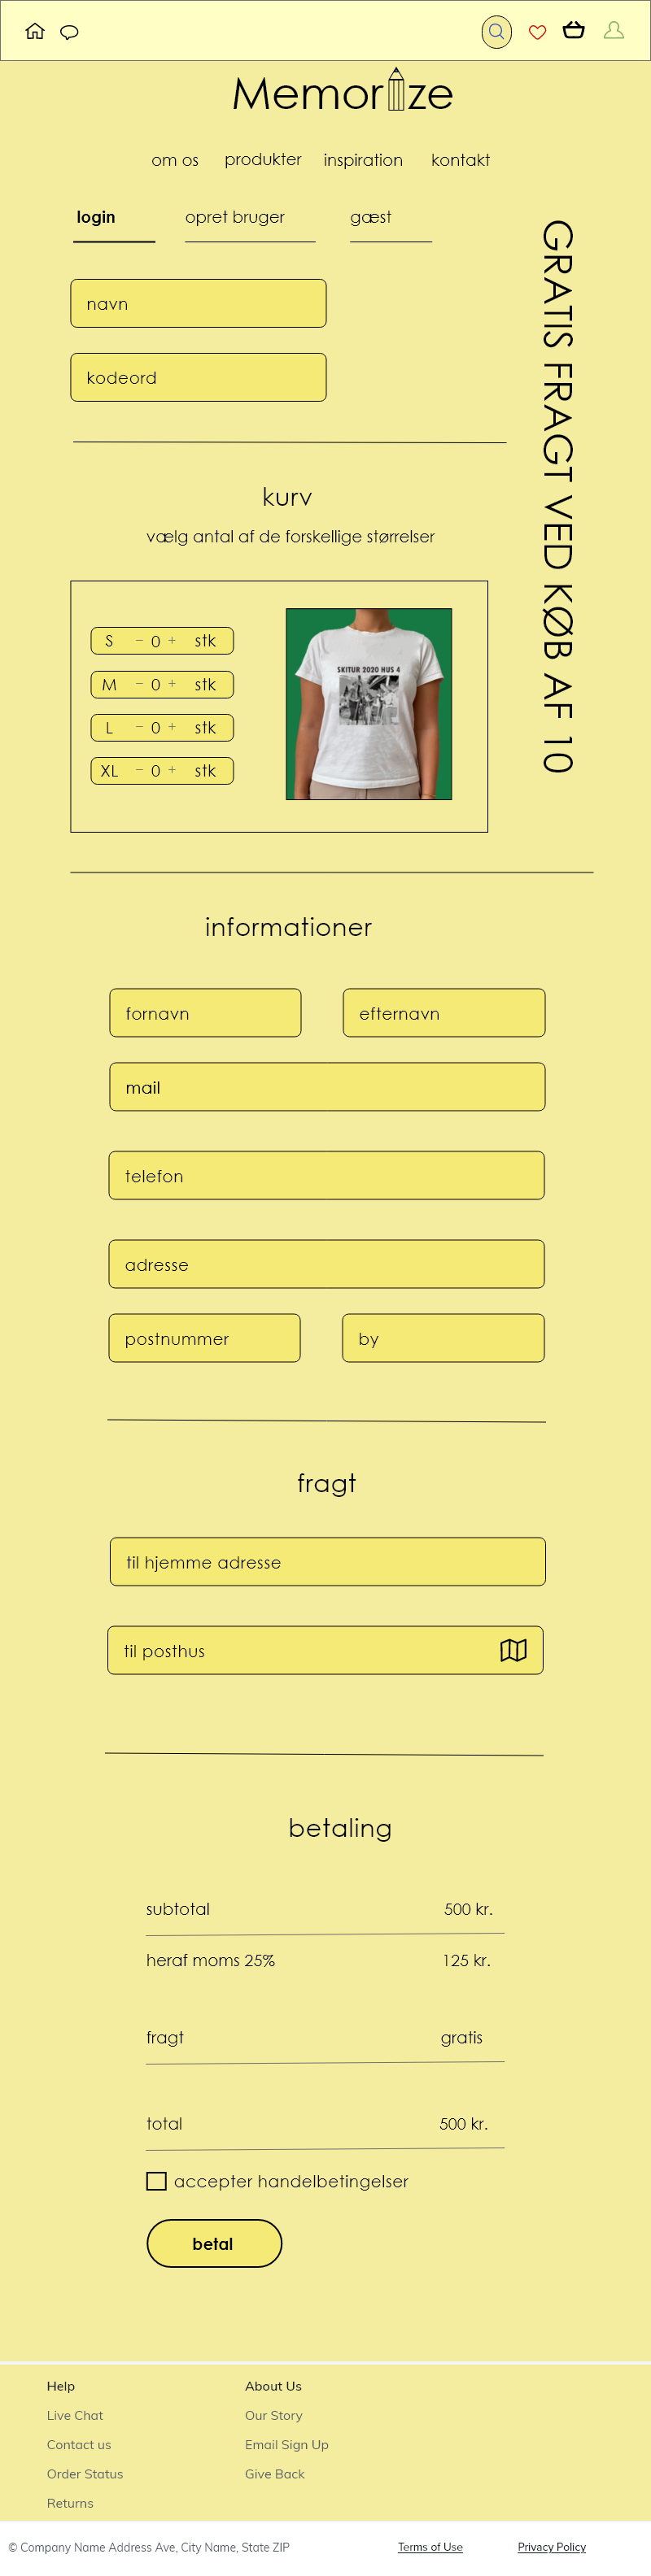 Memorize
om os produkter inspiration kontakt
login opret bruger gæst
navn
kodeord
GRATIS FRAGT VED KØB AF 10
kurv
vælg antal af de forskellige størrelser
S - 0 + stk
M - 0 + stk
L - 0 + stk
XL - 0 + stk
SKITUR 2020 HUS 4
informationer
fornavn efternavn
mail
telefon
adresse
postnummer by
fragt
til hjemme adresse
til posthus
betaling
subtotal 500 kr.
heraf moms 25% 125 kr.
fragt gratis
total 500 kr.
accepter handelbetingelser
betal
Help About Us
Live Chat Our Story
Contact us Email Sign Up
Order Status Give Back
Returns
© Company Name Address Ave, City Name, State ZIP Terms of Use Privacy Policy